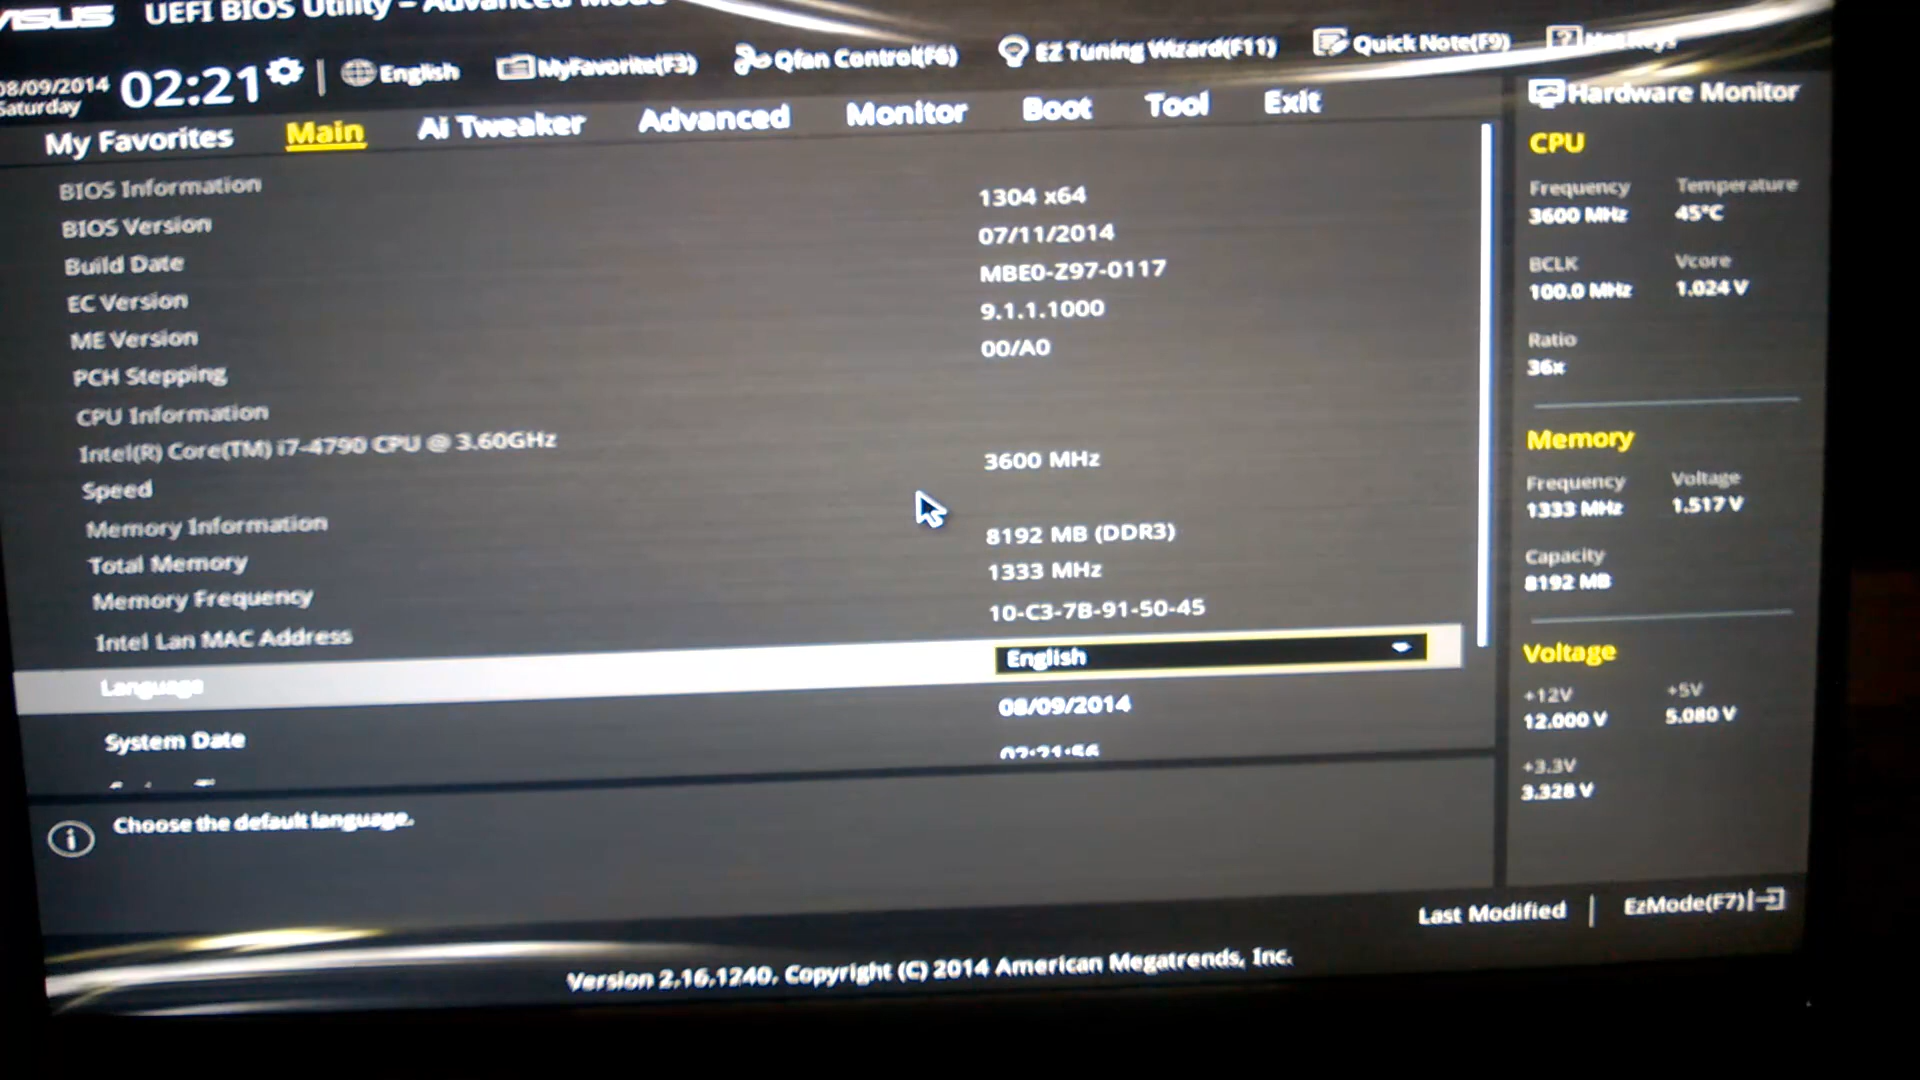 ASUS UEFI BIOS Utility – Advanced Mode
08/09/2014
Saturday
02:21
English
MyFavorite(F3)
Qfan Control(F6)
EZ Tuning Wizard(F11)
Quick Note(F9)
My Favorites
Main
Ai Tweaker
Advanced
Monitor
Boot
Tool
Exit
BIOS Information
BIOS Version 1304 x64
Build Date 07/11/2014
EC Version MBE0-Z97-0117
ME Version 9.1.1.1000
PCH Stepping 00/A0
CPU Information
Intel(R) Core(TM) i7-4790 CPU @ 3.60GHz
Speed 3600 MHz
Memory Information
Total Memory 8192 MB (DDR3)
Memory Frequency 1333 MHz
Intel Lan MAC Address 10-C3-7B-91-50-45
Language English
System Date 08/09/2014
Choose the default language.
Hardware Monitor
CPU
Frequency Temperature
3600 MHz 45°C
BCLK Vcore
100.0 MHz 1.024 V
Ratio
36x
Memory
Frequency Voltage
1333 MHz 1.517 V
Capacity
8192 MB
Voltage
+12V +5V
12.000 V 5.080 V
+3.3V
3.328 V
Last Modified
EzMode(F7)
Version 2.16.1240. Copyright (C) 2014 American Megatrends, Inc.